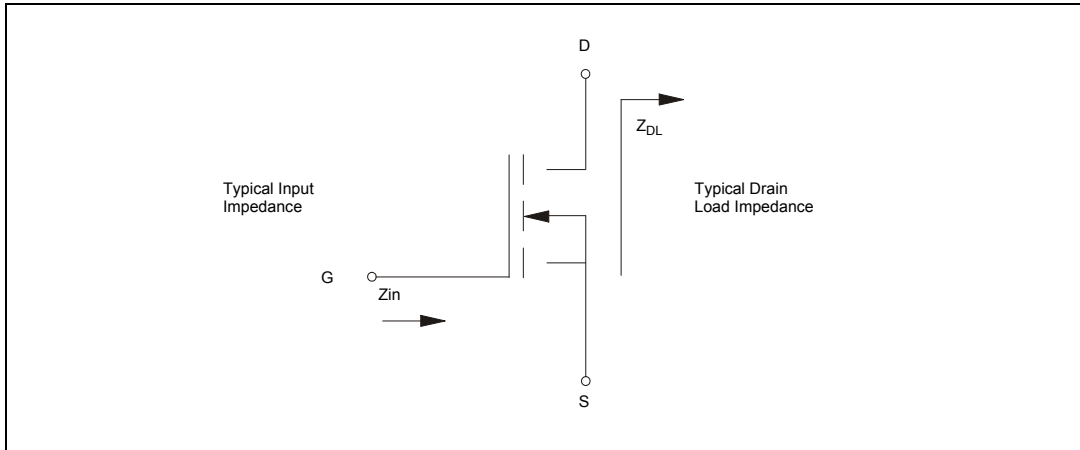 D
Z_DL
Typical Input
Impedance
Typical Drain
Load Impedance
G
Zin
S